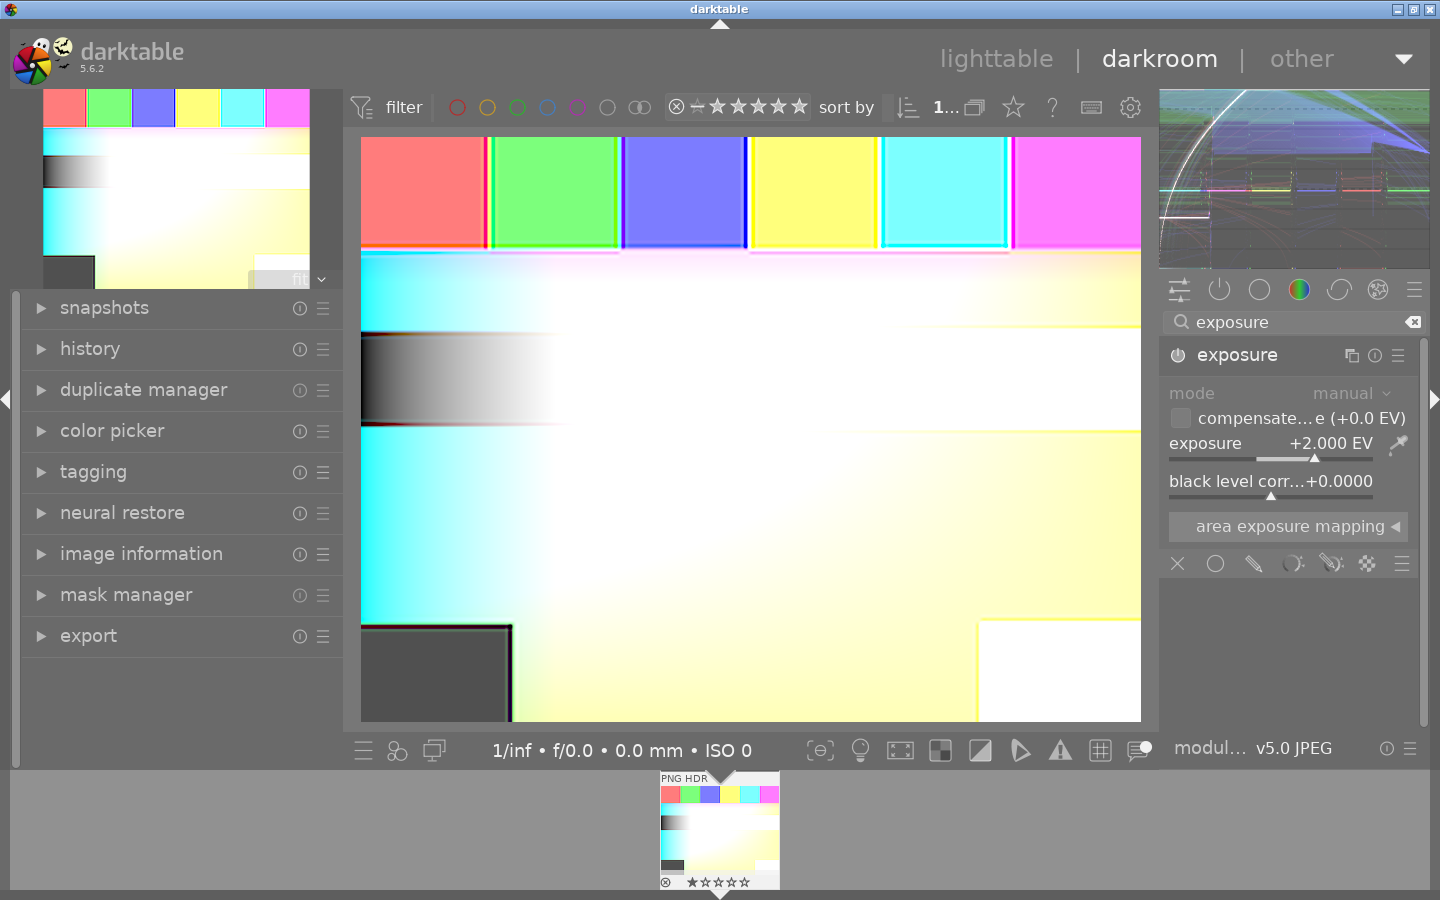 darktable
darktable
5.6.2
lighttable | darkroom | other
filter
sort by
1...
fit
snapshots
history
duplicate manager
color picker
tagging
neural restore
image information
mask manager
export
exposure
exposure
mode manual
compensate...e (+0.0 EV)
exposure +2.000 EV
black level corr...+0.0000
area exposure mapping
1/inf • f/0.0 • 0.0 mm • ISO 0
modul... v5.0 JPEG
PNG HDR